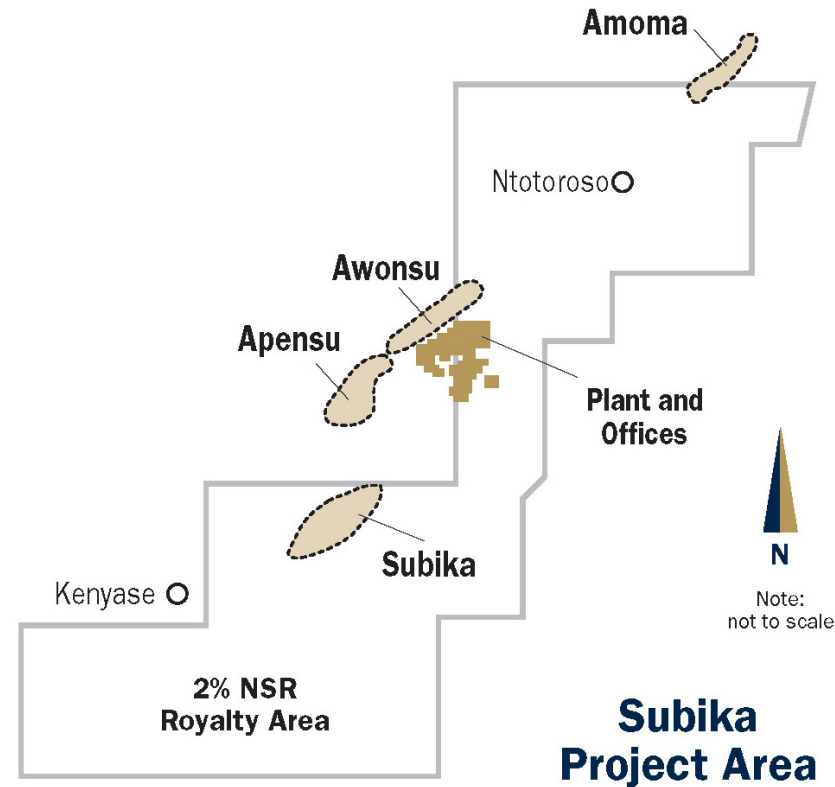 Amoma
Ntotoroso
Awonsu
Apensu
Plant and
Offices
Subika
N
Kenyase
Note:
not to scale
2% NSR
Royalty Area
Subika
Project Area